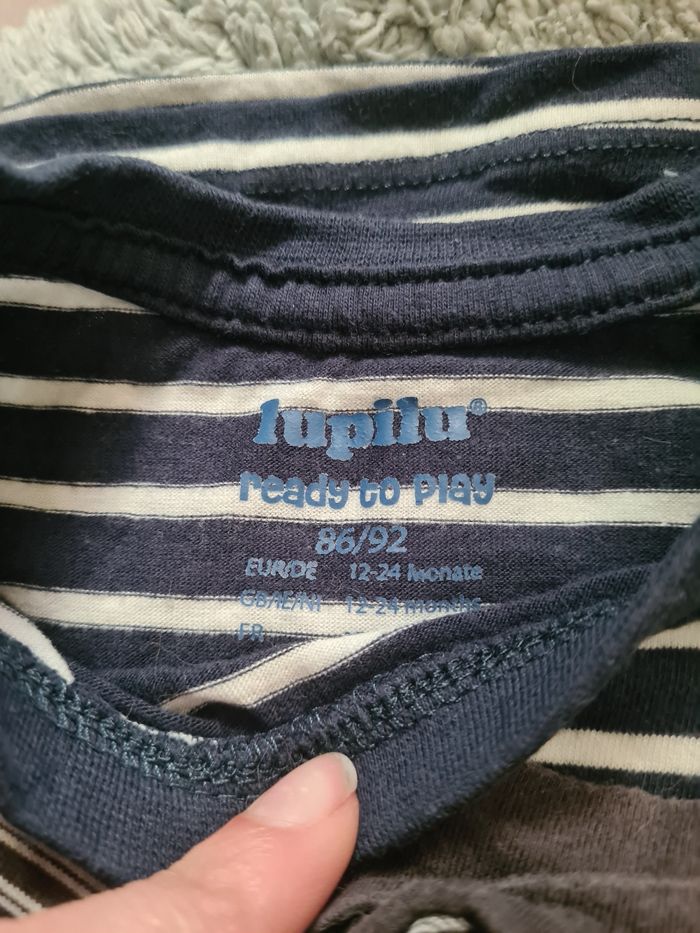 lupilu®
ready to play
86/92
EUR/DE 12-24 Monate
GB/IE/NI 12-24 months
FR